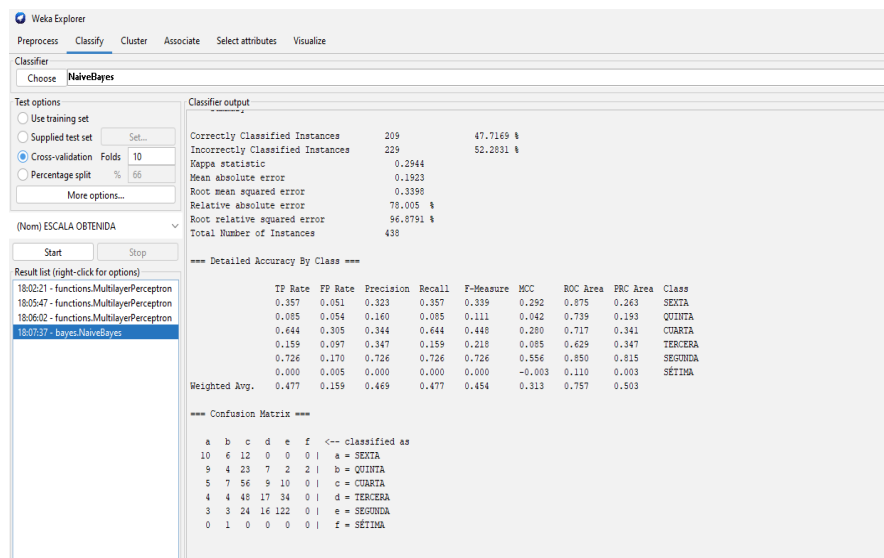 Weka Explorer
Preprocess Classify Cluster Associate Select attributes Visualize
Classifier
Choose NaiveBayes
Test options
Use training set
Supplied test set Set...
Cross-validation Folds 10
Percentage split % 66
More options...
(Nom) ESCALA OBTENIDA
Start Stop
Result list (right-click for options)
18:02:21 - functions.MultilayerPerceptron
18:05:47 - functions.MultilayerPerceptron
18:06:02 - functions.MultilayerPerceptron
18:07:37 - bayes.NaiveBayes
Classifier output
Correctly Classified Instances 209 47.7169 %
Incorrectly Classified Instances 229 52.2831 %
Kappa statistic 0.2944
Mean absolute error 0.1923
Root mean squared error 0.3398
Relative absolute error 78.005 %
Root relative squared error 96.8791 %
Total Number of Instances 438
=== Detailed Accuracy By Class ===
TP Rate FP Rate Precision Recall F-Measure MCC ROC Area PRC Area Class
0.357 0.051 0.323 0.357 0.339 0.292 0.875 0.263 SEXTA
0.085 0.054 0.160 0.085 0.111 0.042 0.739 0.193 QUINTA
0.644 0.305 0.344 0.644 0.448 0.280 0.717 0.341 CUARTA
0.159 0.097 0.347 0.159 0.218 0.085 0.629 0.347 TERCERA
0.726 0.170 0.726 0.726 0.726 0.556 0.850 0.815 SEGUNDA
0.000 0.005 0.000 0.000 0.000 -0.003 0.110 0.003 SÉTIMA
Weighted Avg. 0.477 0.159 0.469 0.477 0.454 0.313 0.757 0.503
=== Confusion Matrix ===
a b c d e f <-- classified as
10 6 12 0 0 0 | a = SEXTA
9 4 23 7 2 2 | b = QUINTA
5 7 56 9 10 0 | c = CUARTA
4 4 48 17 34 0 | d = TERCERA
3 3 24 16 122 0 | e = SEGUNDA
0 1 0 0 0 0 | f = SÉTIMA